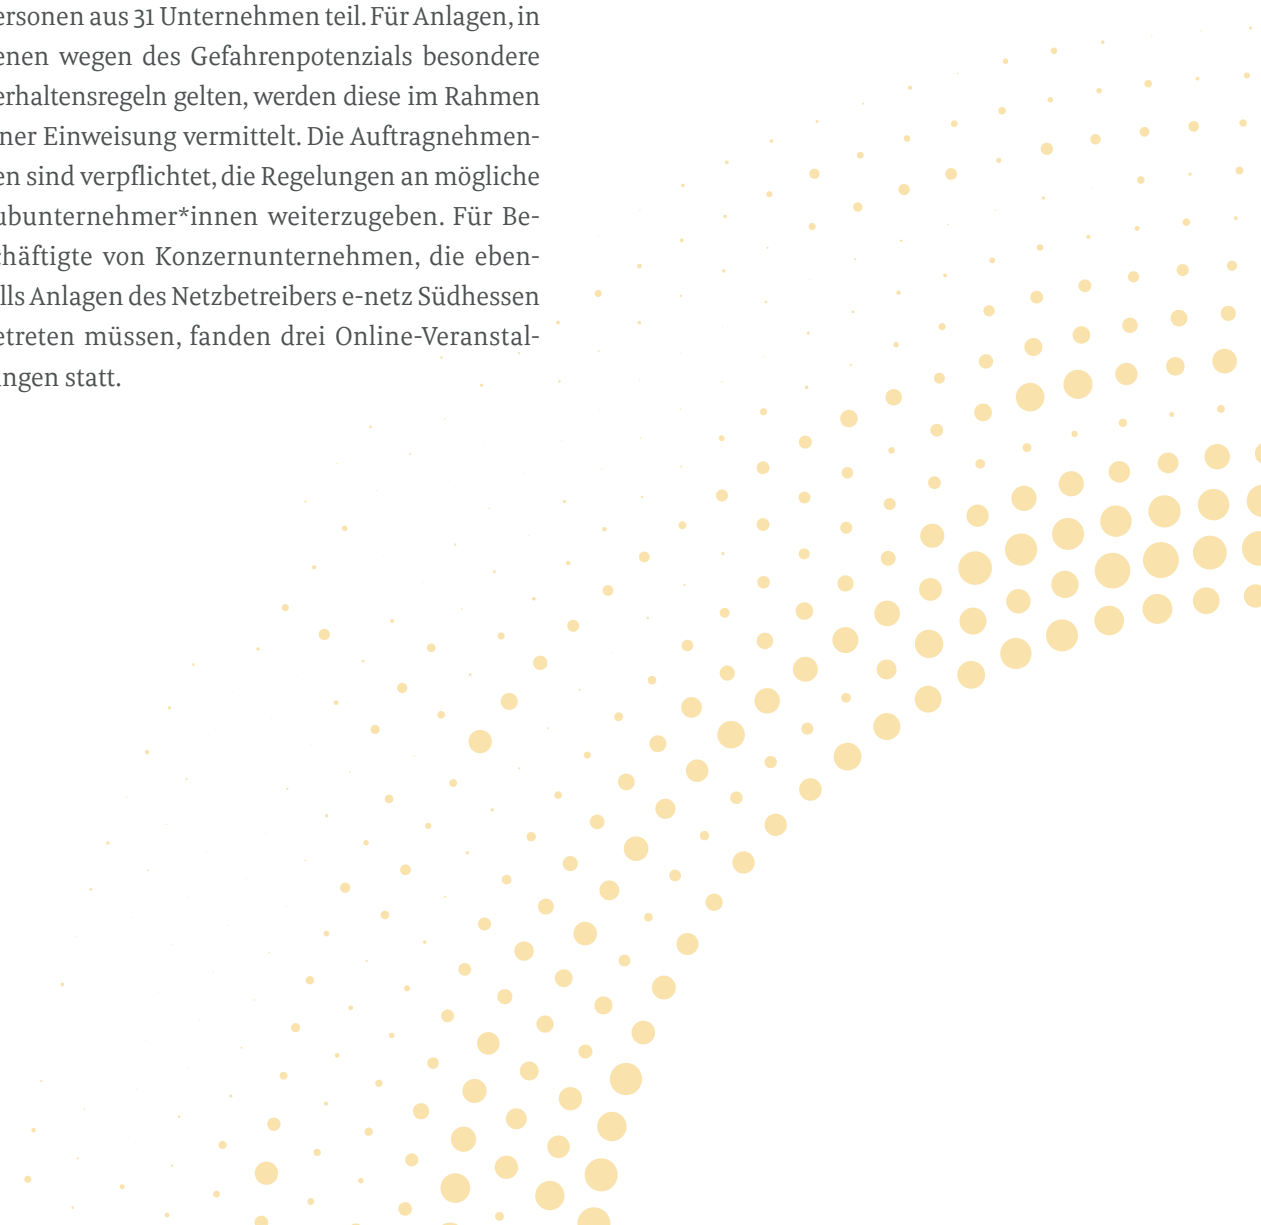 ersonen aus 31 Unternehmen teil. Für Anlagen, in
enen wegen des Gefahrenpotenzials besondere
erhaltensregeln gelten, werden diese im Rahmen
ner Einweisung vermittelt. Die Auftragnehmen-
en sind verpflichtet, die Regelungen an mögliche
ubunternehmer*innen weiterzugeben. Für Be-
häftigte von Konzernunternehmen, die eben-
lls Anlagen des Netzbetreibers e-netz Südhessen
etreten müssen, fanden drei Online-Veranstal-
ngen statt.